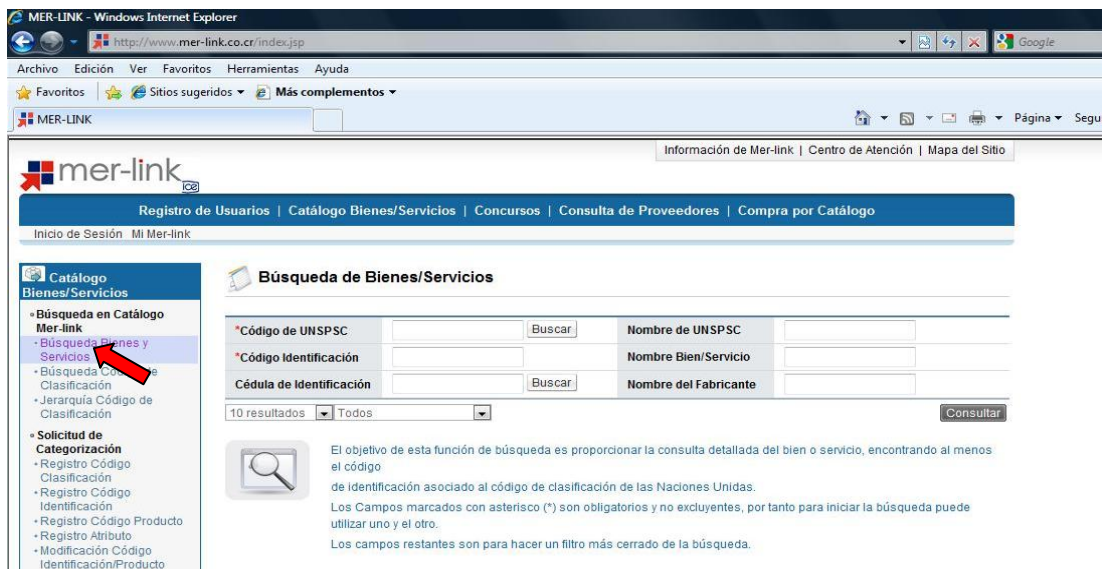 MER-LINK - Windows Internet Explorer
http://www.mer-link.co.cr/index.jsp
Google
Archivo Edición Ver Favoritos Herramientas Ayuda
Favoritos Sitios sugeridos Más complementos
MER-LINK
Página Segu
Información de Mer-link | Centro de Atención | Mapa del Sitio
mer-link
ice
Registro de Usuarios | Catálogo Bienes/Servicios | Concursos | Consulta de Proveedores | Compra por Catálogo
Inicio de Sesión Mi Mer-link
Catálogo
Bienes/Servicios
Búsqueda en Catálogo
Mer-link
Búsqueda Bienes y
Servicios
Búsqueda de
Clasificación
Jerarquía Código de
Clasificación
Solicitud de
Categorización
Registro Código
Clasificación
Registro Código
Identificación
Registro Código Producto
Registro Atributo
Modificación Código
Identificación/Producto
Búsqueda de Bienes/Servicios
*Código de UNSPSC Buscar Nombre de UNSPSC
*Código Identificación Nombre Bien/Servicio
Cédula de Identificación Buscar Nombre del Fabricante
10 resultados Todos Consultar
El objetivo de esta función de búsqueda es proporcionar la consulta detallada del bien o servicio, encontrando al menos
el código
de identificación asociado al código de clasificación de las Naciones Unidas.
Los Campos marcados con asterisco (*) son obligatorios y no excluyentes, por tanto para iniciar la búsqueda puede
utilizar uno y el otro.
Los campos restantes son para hacer un filtro más cerrado de la búsqueda.